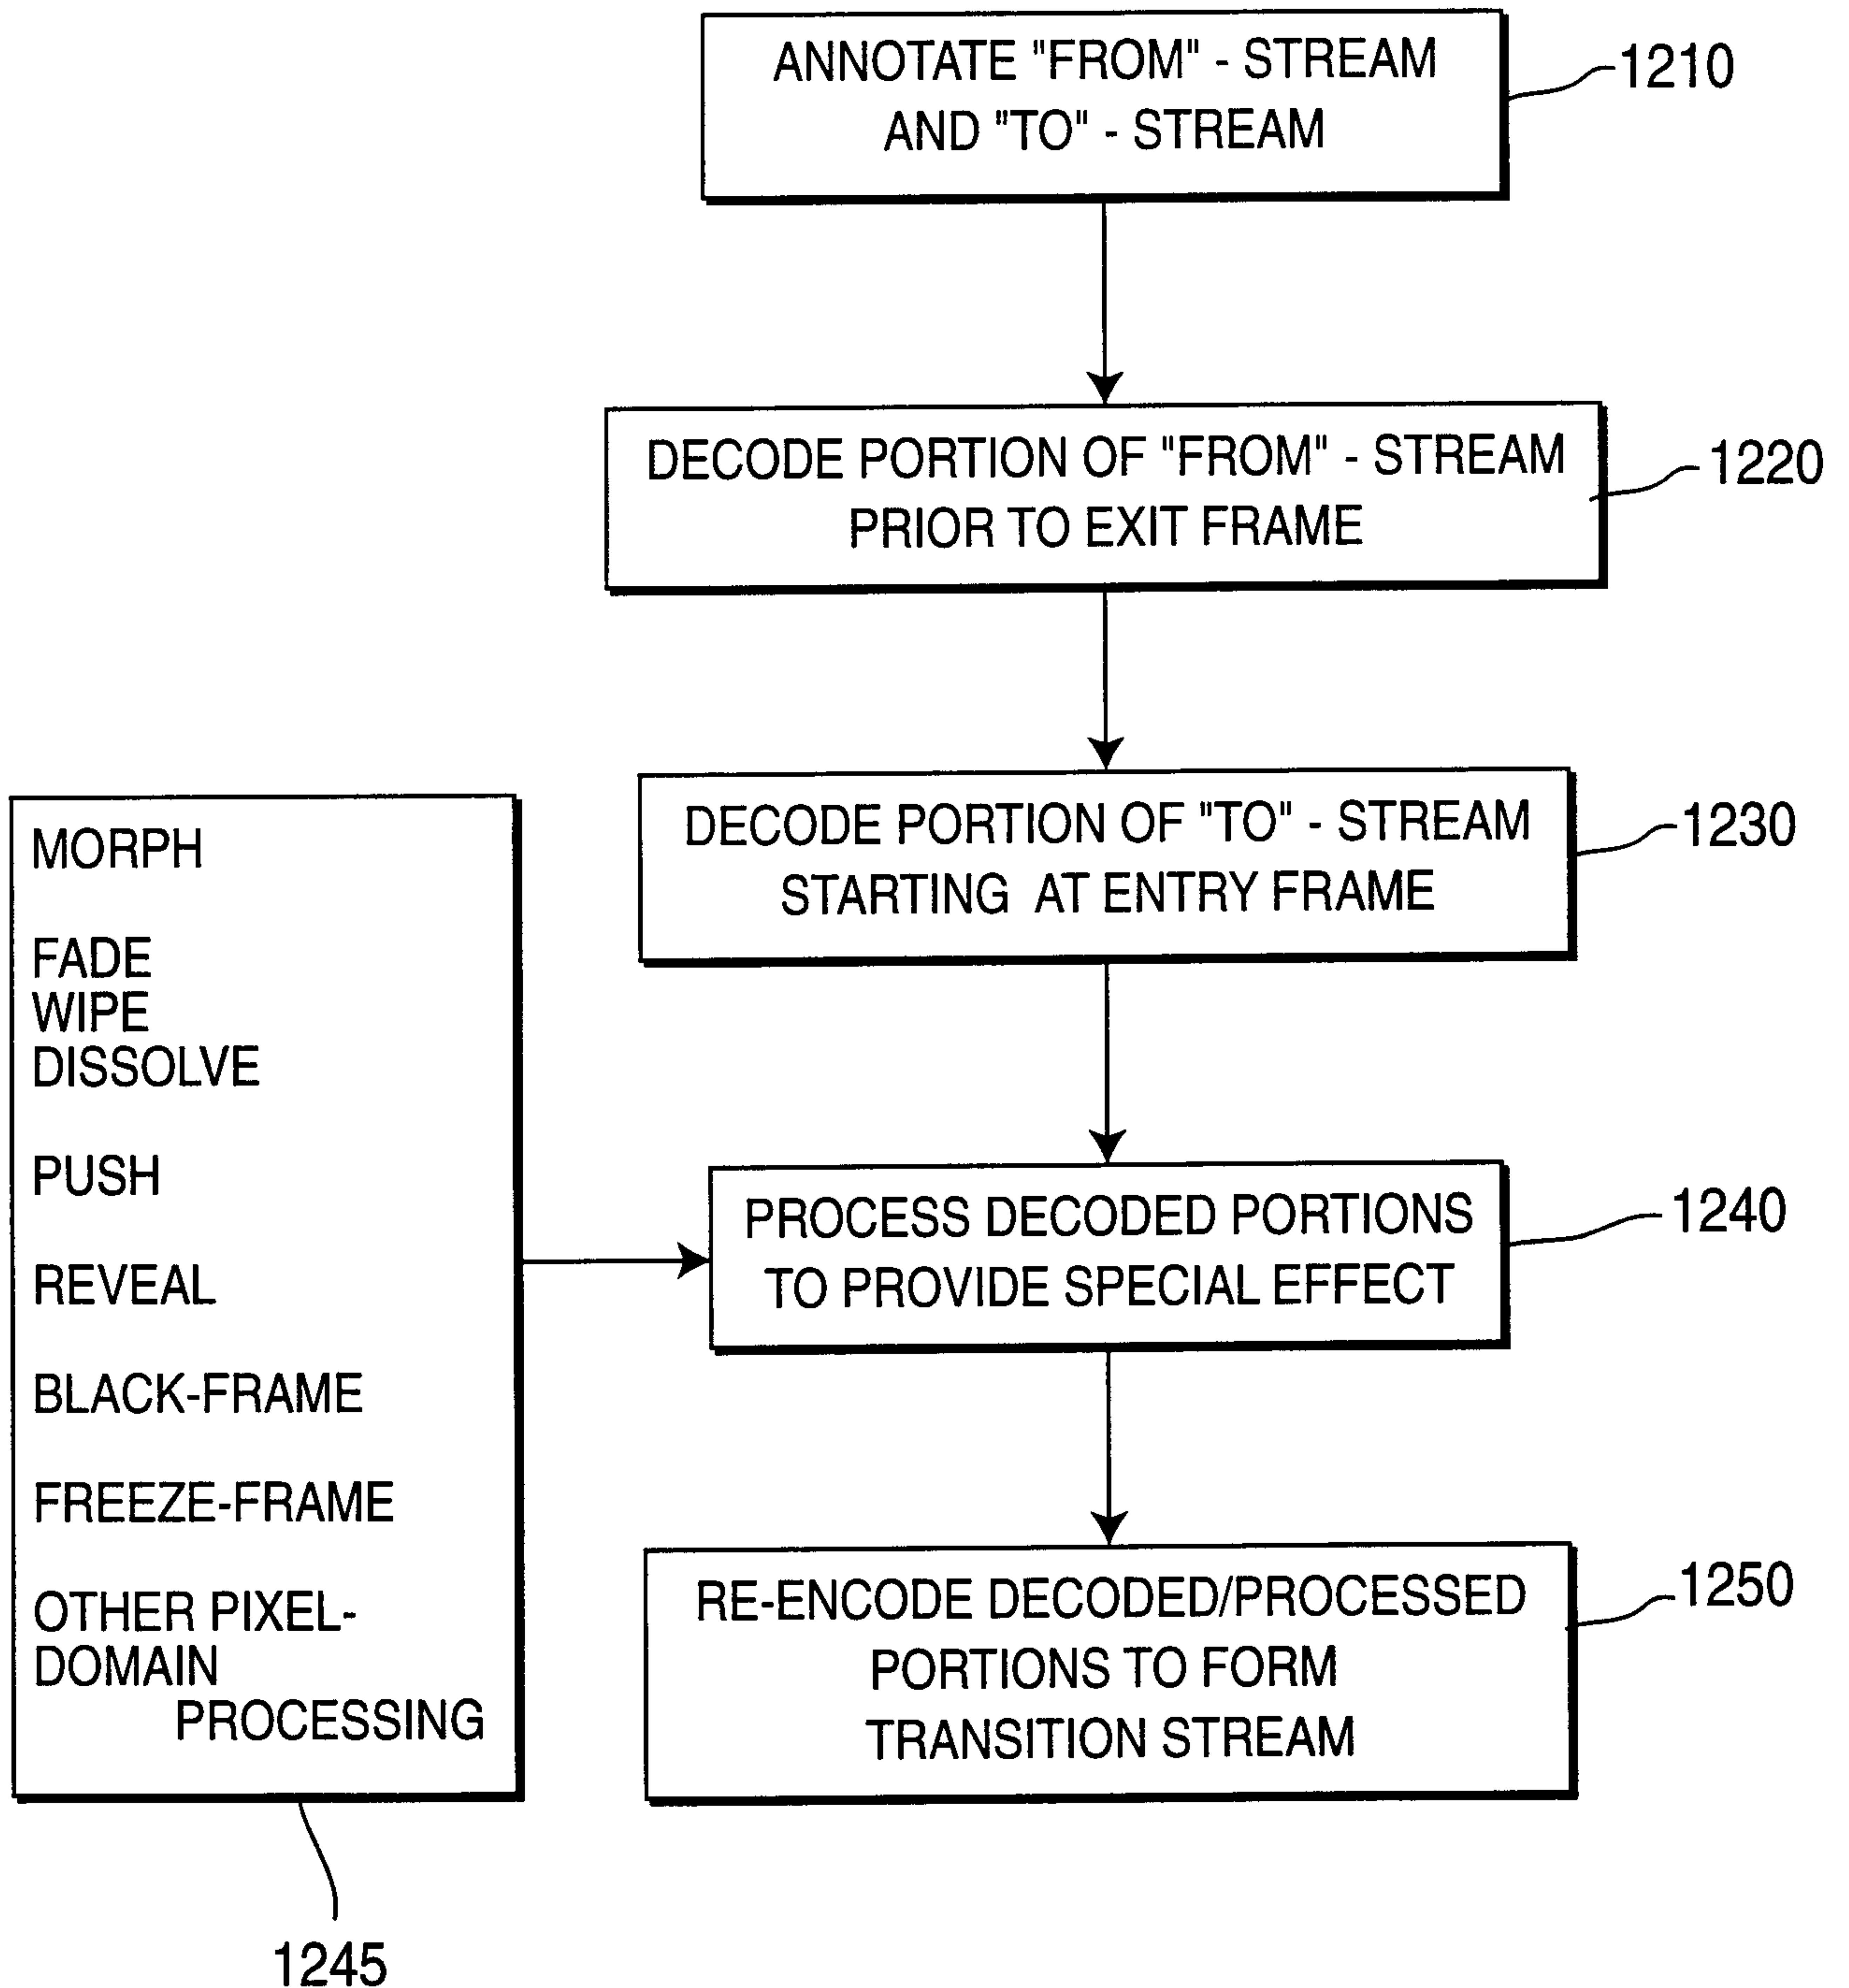 ANNOTATE "FROM" - STREAM
AND "TO" - STREAM
1210
DECODE PORTION OF "FROM" - STREAM
PRIOR TO EXIT FRAME
1220
DECODE PORTION OF "TO" - STREAM
STARTING AT ENTRY FRAME
1230
MORPH
FADE
WIPE
DISSOLVE
PUSH
REVEAL
BLACK-FRAME
FREEZE-FRAME
OTHER PIXEL-
DOMAIN
PROCESSING
1245
PROCESS DECODED PORTIONS
TO PROVIDE SPECIAL EFFECT
1240
RE-ENCODE DECODED/PROCESSED
PORTIONS TO FORM
TRANSITION STREAM
1250